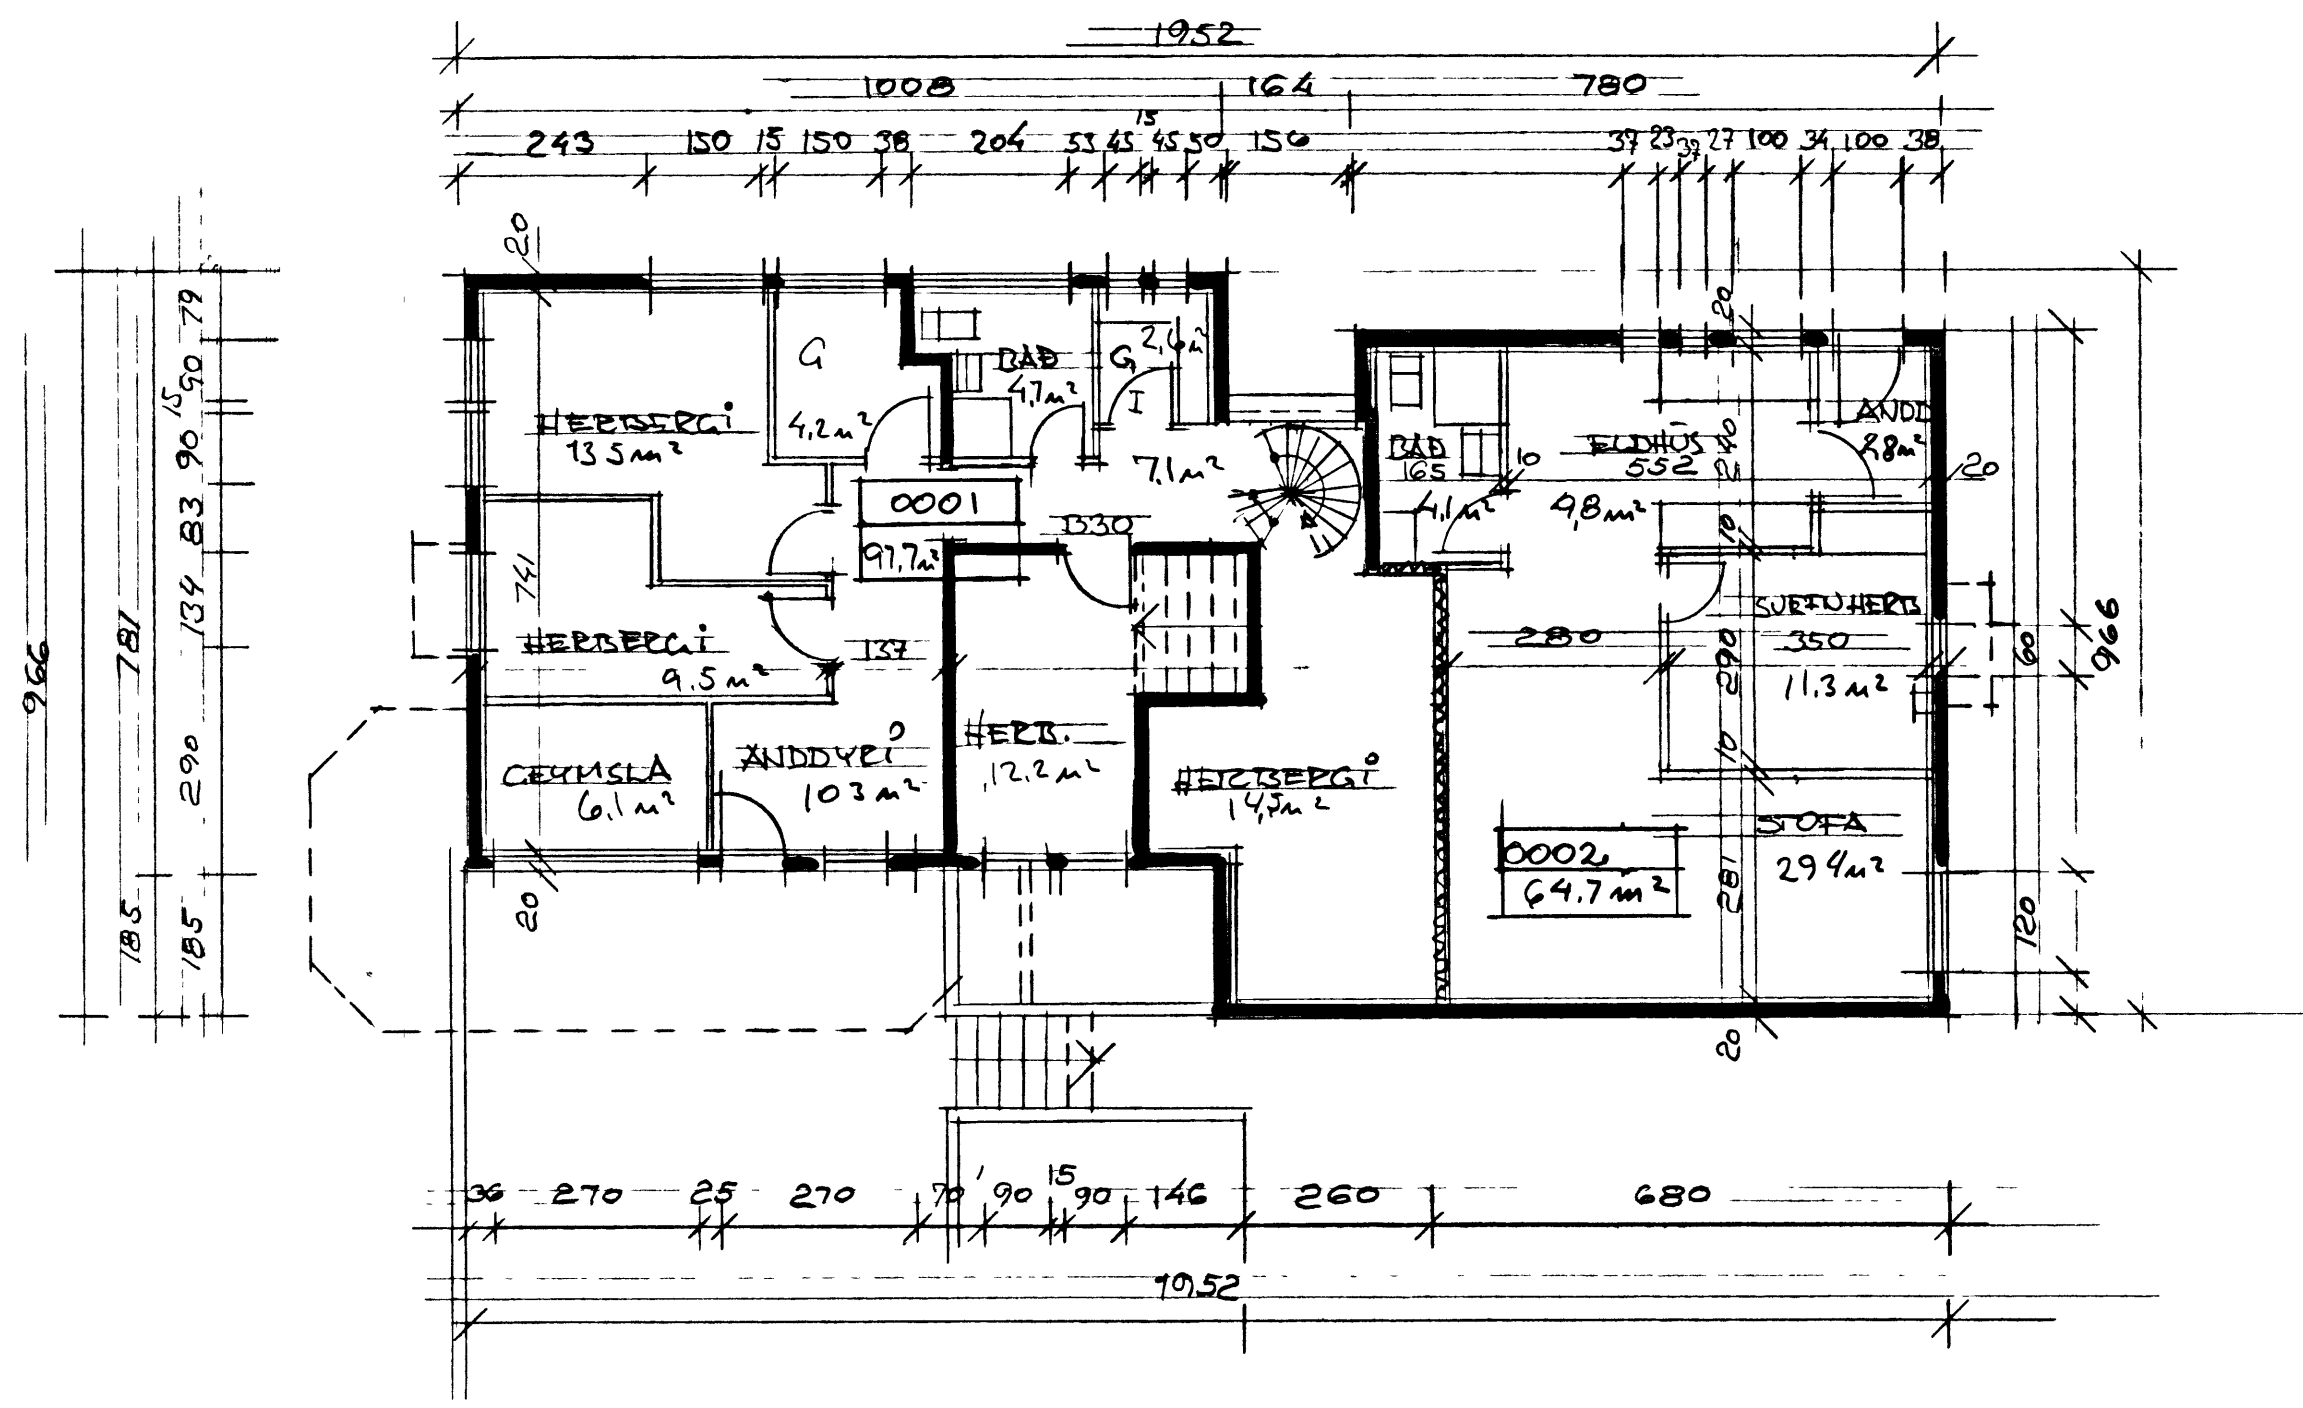 1952
1008 164 780
243 150 15 150 38 204 53 45 15 45 50 156 37 23 37 27 100 34 100 38
20
20
966
781
185
79
90
15
90
83
134
290
185
G
4,2 m²
BAÐ
4,7 m²
G
I
2,6 m²
HERBERGI
13,5 m²
7,1 m²
BAÐ
165
4,1 m²
10
ELDHÚS
552
9,8 m²
240
ANDD
2,8 m²
20
0001
97,7 m²
B30
741
10
HERBERGI
9,5 m²
137
280
290
SVEFNHERB
350
11,3 m²
60
966
GEYMSLA
6,1 m²
ANDDYRI
10,3 m²
HERB.
12,2 m²
HERBERGI
14,5 m²
10
STOFA
29,4 m²
0002
64,7 m²
281
120
20
20
36 270 25 270 70 90 15 90 146 260 680
1952